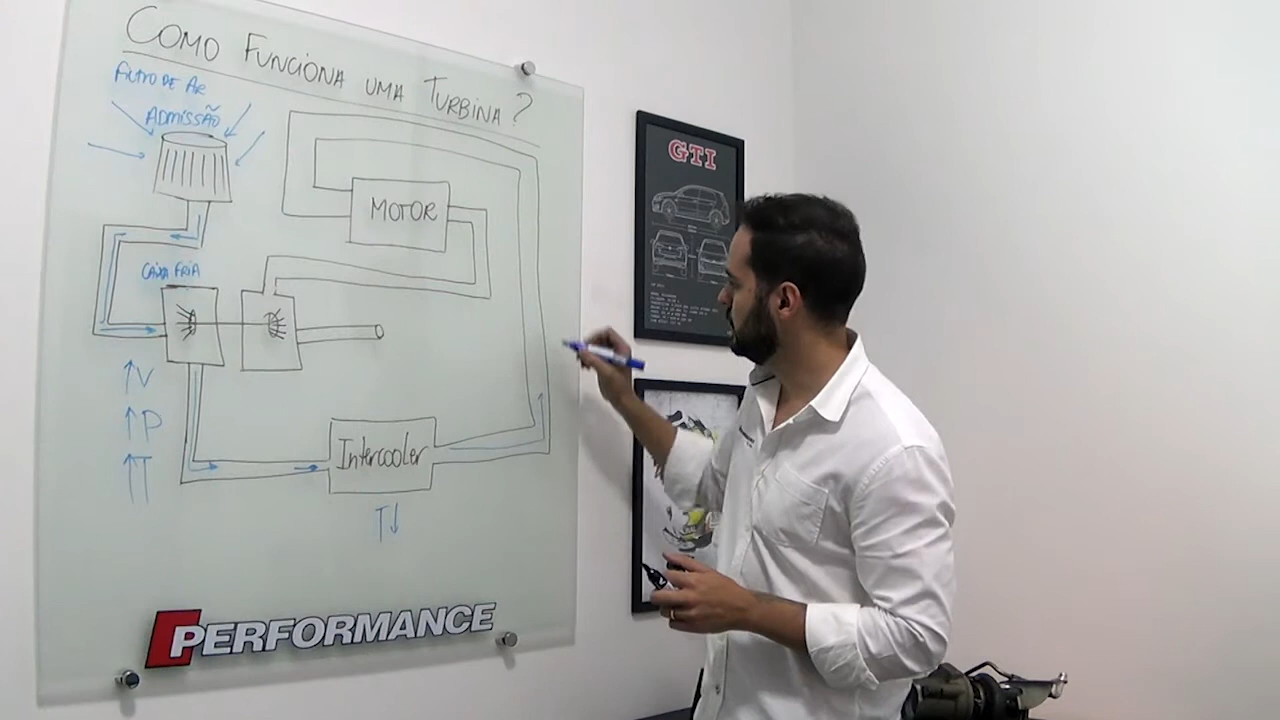 COMO FUNCIONA UMA TURBINA?
FILTRO DE AR
ADMISSÃO
MOTOR
CAIXA FRIA
↑V
↑P
↑T
Intercooler
T↓
PERFORMANCE
GTI